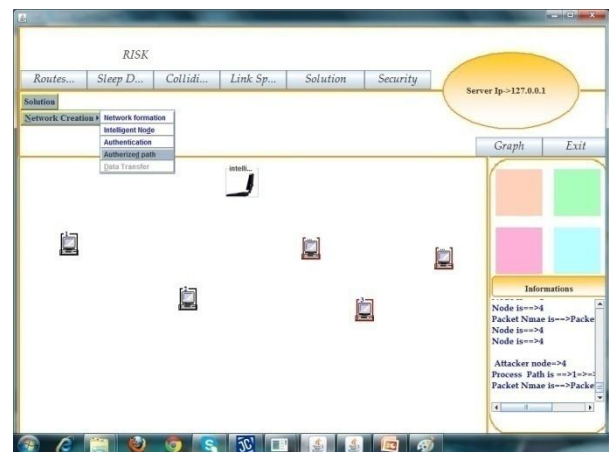 RISK
Routes...
Sleep D...
Collidi...
Link Sp...
Solution
Security
Server Ip->127.0.0.1
Solution
Network Creation
Network formation
Intelligent Node
Authentication
Autherized path
Data Transfer
Graph
Exit
intelli...
Informations
Node is==>4
Packet Nmae is==>Packe
Node is==>4
Node is==>4
Attacker node=>4
Process Path is ==>1=>=>
Packet Nmae is==>Packe